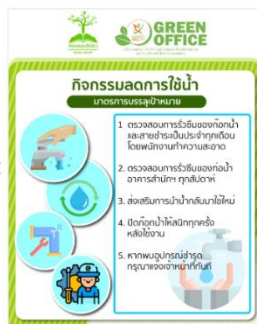 GREEN
OFFICE
กิจกรรมลดการใช้น้ำ
มาตรการบรรลุเป้าหมาย
1 ตรวจสอบการรั่วซึมของก๊อกน้ำ
และสายชำระเป็นประจำทุกเดือน
โดยพนักงานทำความสะอาด
2. ตรวจสอบการรั่วซึมของท่อน้ำ
อาคารสำนักฯ ทุกสัปดาห์
3. ส่งเสริมการนำน้ำกลับมาใช้ใหม่
4. ปิดก๊อกน้ำให้สนิททุกครั้ง
หลังใช้งาน
5. หากพบอุปกรณ์ชำรุด
กรุณาแจ้งเจ้าหน้าที่ทันที